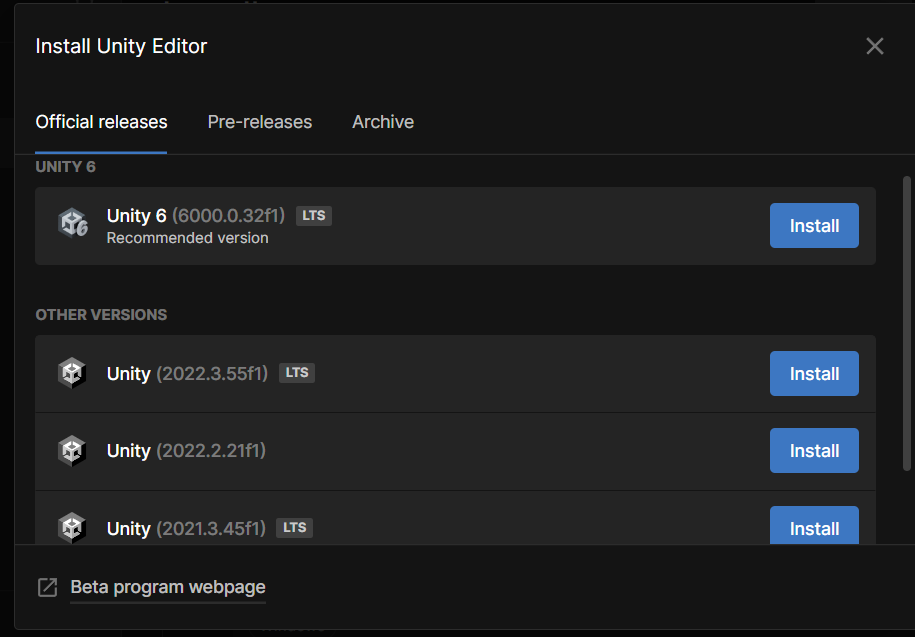 Install Unity Editor
Official releases Pre-releases Archive
UNITY 6
Unity 6 (6000.0.32f1) LTS
Recommended version
Install
OTHER VERSIONS
Unity (2022.3.55f1) LTS
Install
Unity (2022.2.21f1)
Install
Unity (2021.3.45f1) LTS
Install
Beta program webpage